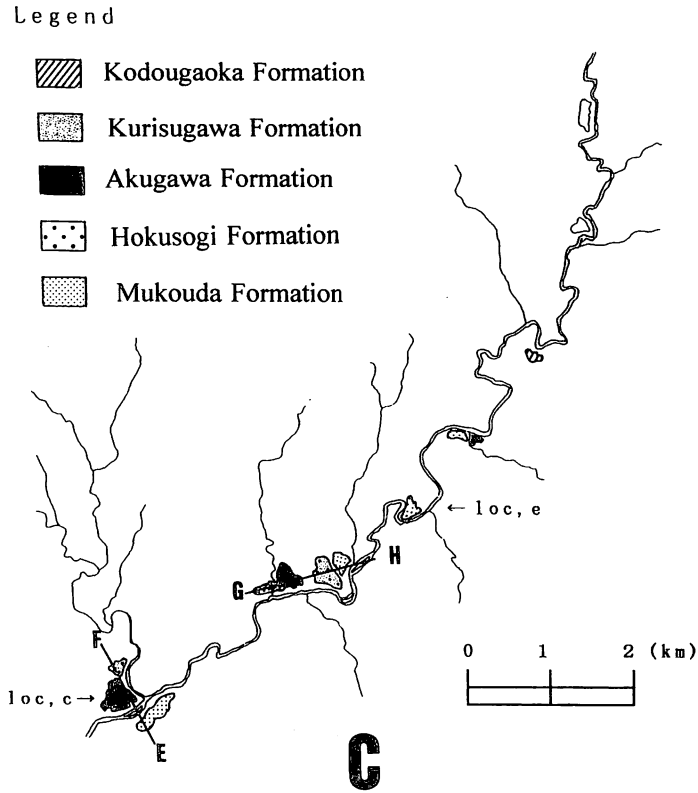 Legend
Kodougaoka Formation
Kurisugawa Formation
Akugawa Formation
Hokusogi Formation
Mukouda Formation
← loc, e
H
G
F
0 1 2 (km)
loc, c→
E
C